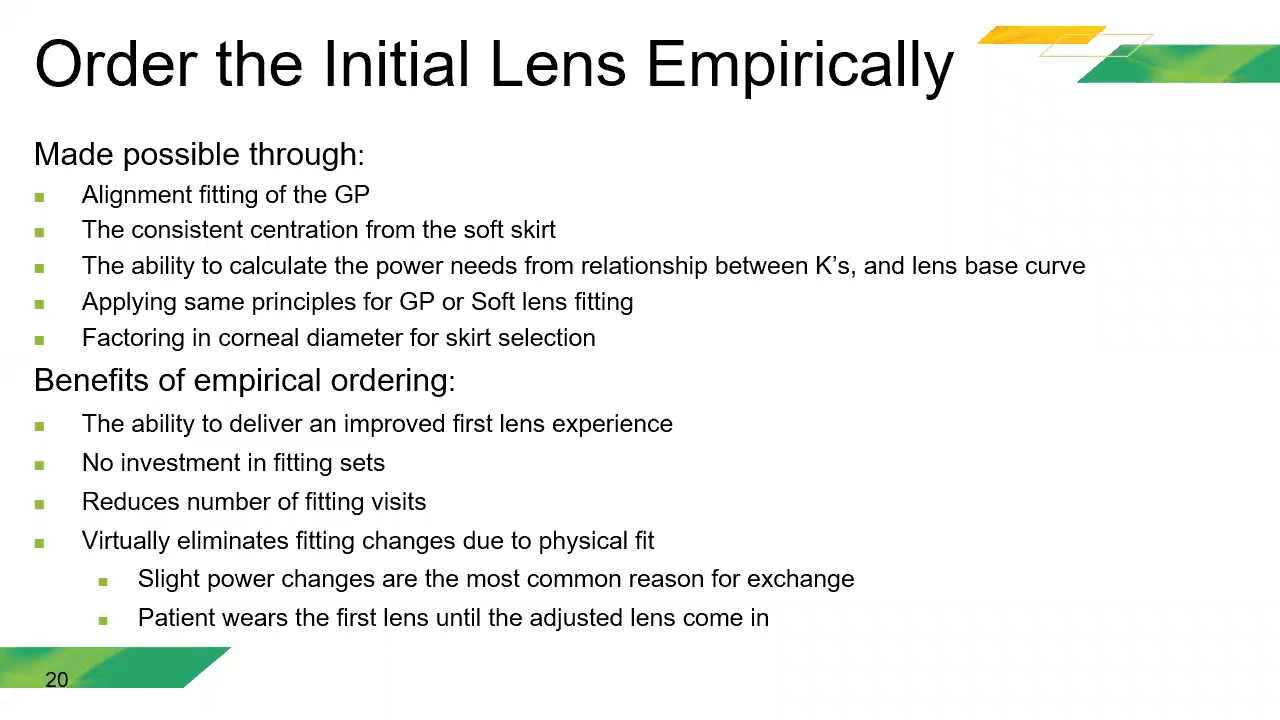 Order the Initial Lens Empirically
Made possible through:
Alignment fitting of the GP
The consistent centration from the soft skirt
The ability to calculate the power needs from relationship between K’s, and lens base curve
Applying same principles for GP or Soft lens fitting
Factoring in corneal diameter for skirt selection
Benefits of empirical ordering:
The ability to deliver an improved first lens experience
No investment in fitting sets
Reduces number of fitting visits
Virtually eliminates fitting changes due to physical fit
Slight power changes are the most common reason for exchange
Patient wears the first lens until the adjusted lens come in
20